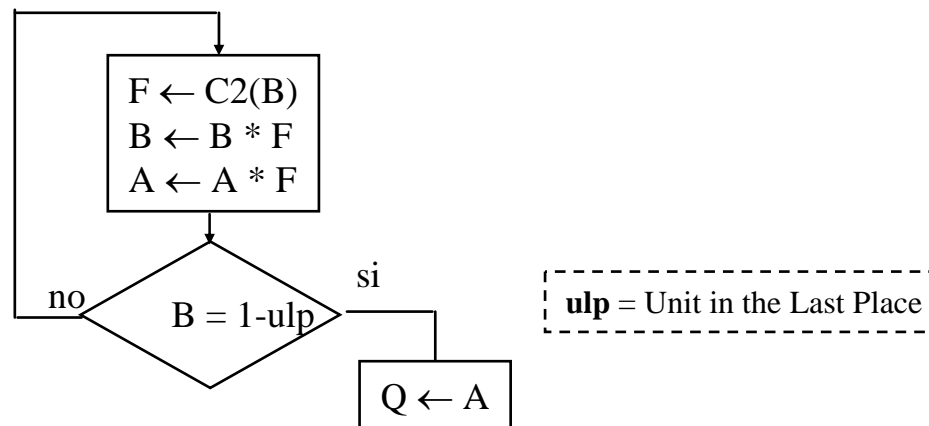 F ← C2(B)
B ← B * F
A ← A * F
si
no
B = 1-ulp
ulp = Unit in the Last Place
Q ← A